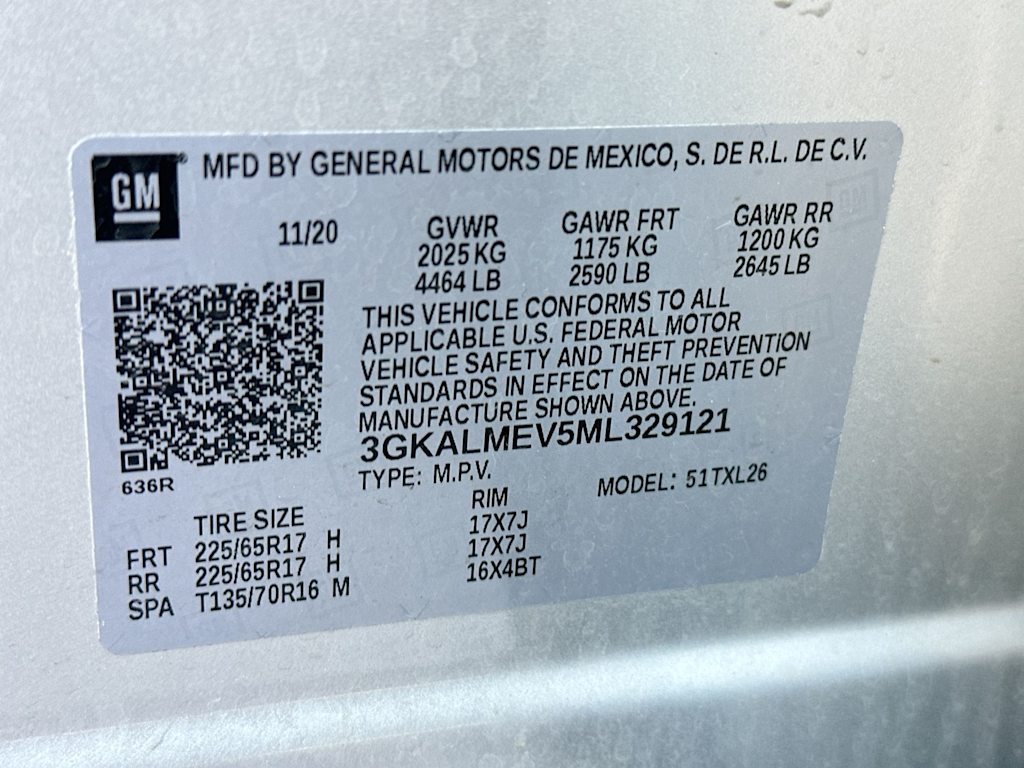 GM
MFD BY GENERAL MOTORS DE MEXICO, S. DE R.L. DE C.V.
11/20 GVWR GAWR FRT GAWR RR
2025 KG 1175 KG 1200 KG
4464 LB 2590 LB 2645 LB
THIS VEHICLE CONFORMS TO ALL
APPLICABLE U.S. FEDERAL MOTOR
VEHICLE SAFETY AND THEFT PREVENTION
STANDARDS IN EFFECT ON THE DATE OF
MANUFACTURE SHOWN ABOVE.
3GKALMEV5ML329121
636R
TYPE: M.P.V. MODEL: 51TXL26
TIRE SIZE RIM
FRT 225/65R17 H 17X7J
RR 225/65R17 H 17X7J
SPA T135/70R16 M 16X4BT